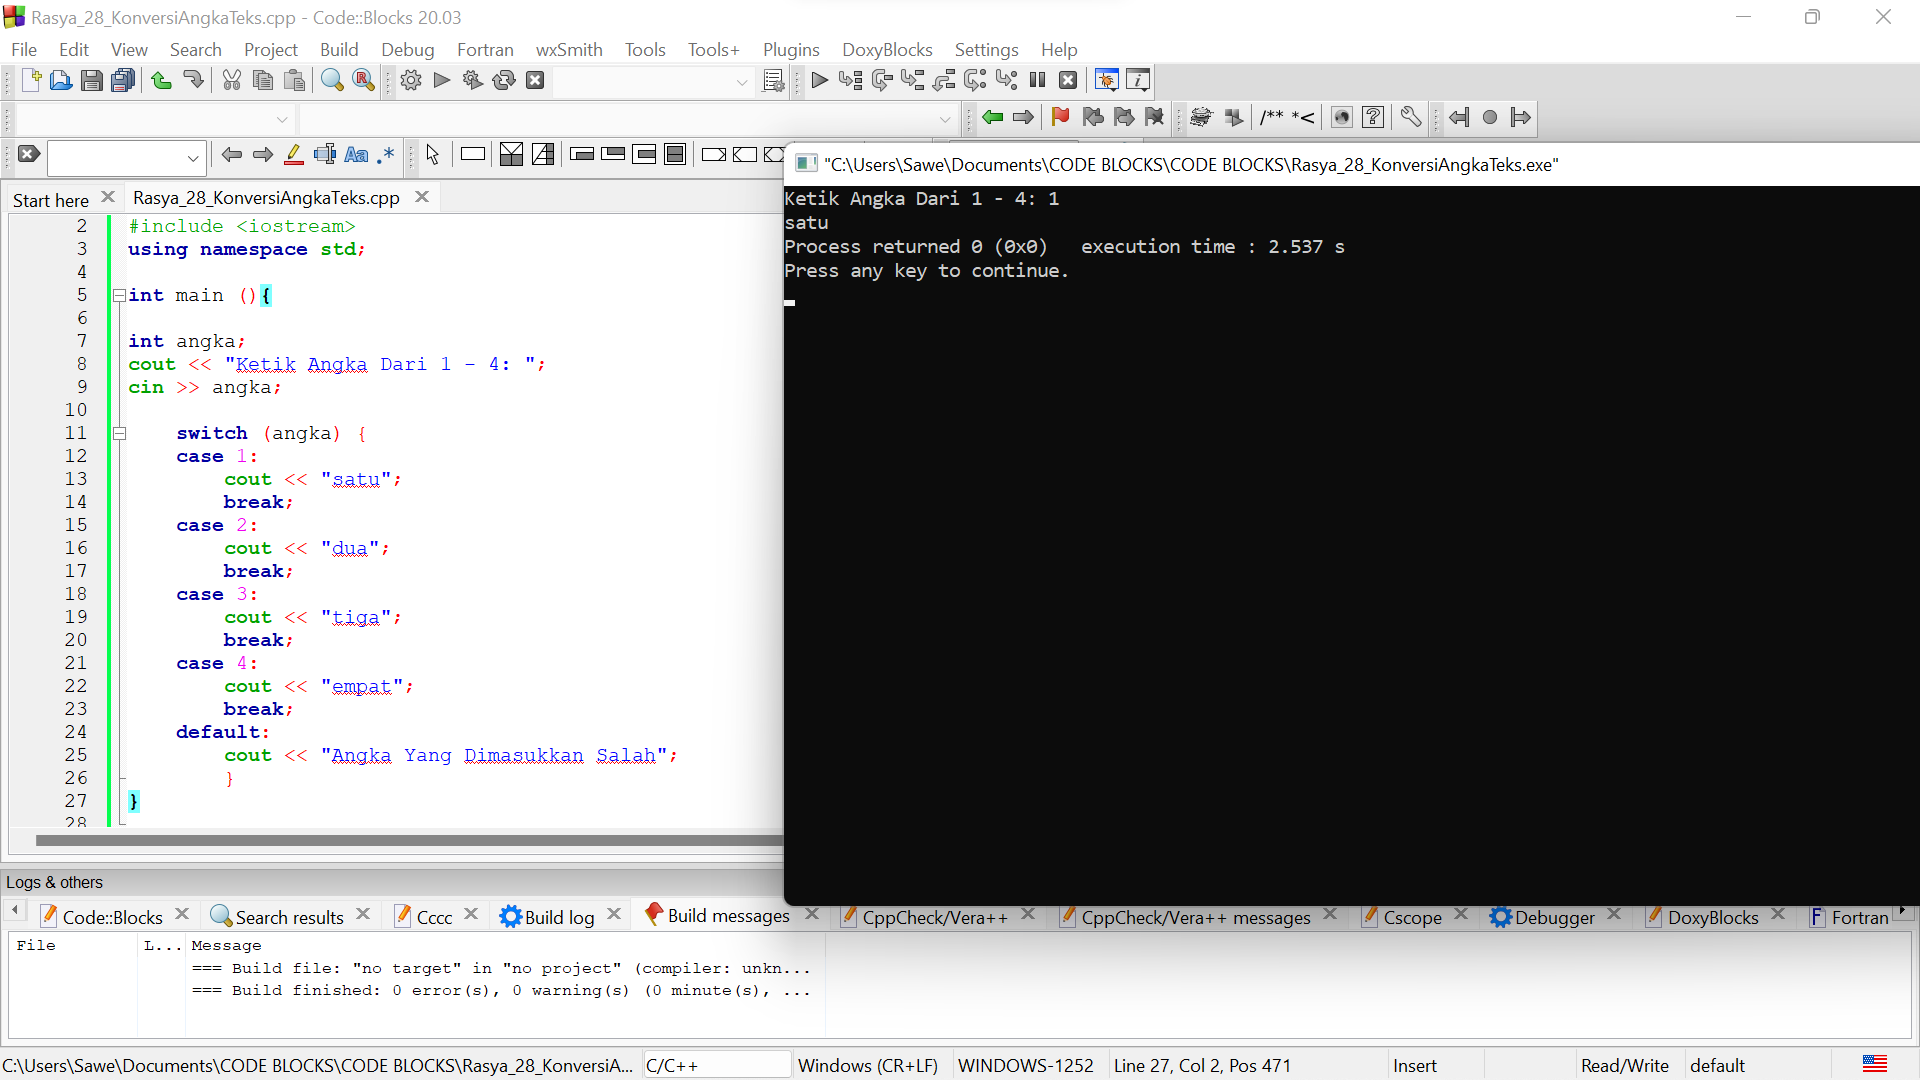 Rasya_28_KonversiAngkaTeks.cpp - Code::Blocks 20.03
File Edit View Search Project Build Debug Fortran wxSmith Tools Tools+ Plugins DoxyBlocks Settings Help
/** *<
Aa .*
Start here Rasya_28_KonversiAngkaTeks.cpp
2 #include <iostream>
3 using namespace std;
4
5 int main (){
6
7 int angka;
8 cout << "Ketik Angka Dari 1 - 4: ";
9 cin >> angka;
10
11 switch (angka) {
12 case 1:
13 cout << "satu";
14 break;
15 case 2:
16 cout << "dua";
17 break;
18 case 3:
19 cout << "tiga";
20 break;
21 case 4:
22 cout << "empat";
23 break;
24 default:
25 cout << "Angka Yang Dimasukkan Salah";
26 }
27 }
28
"C:\Users\Sawe\Documents\CODE BLOCKS\CODE BLOCKS\Rasya_28_KonversiAngkaTeks.exe"
Ketik Angka Dari 1 - 4: 1
satu
Process returned 0 (0x0) execution time : 2.537 s
Press any key to continue.
Logs & others
Code::Blocks Search results Cccc Build log Build messages CppCheck/Vera++ CppCheck/Vera++ messages Cscope Debugger DoxyBlocks Fortran
File L... Message
=== Build file: "no target" in "no project" (compiler: unkn...
=== Build finished: 0 error(s), 0 warning(s) (0 minute(s), ...
C:\Users\Sawe\Documents\CODE BLOCKS\CODE BLOCKS\Rasya_28_KonversiA... C/C++ Windows (CR+LF) WINDOWS-1252 Line 27, Col 2, Pos 471 Insert Read/Write default